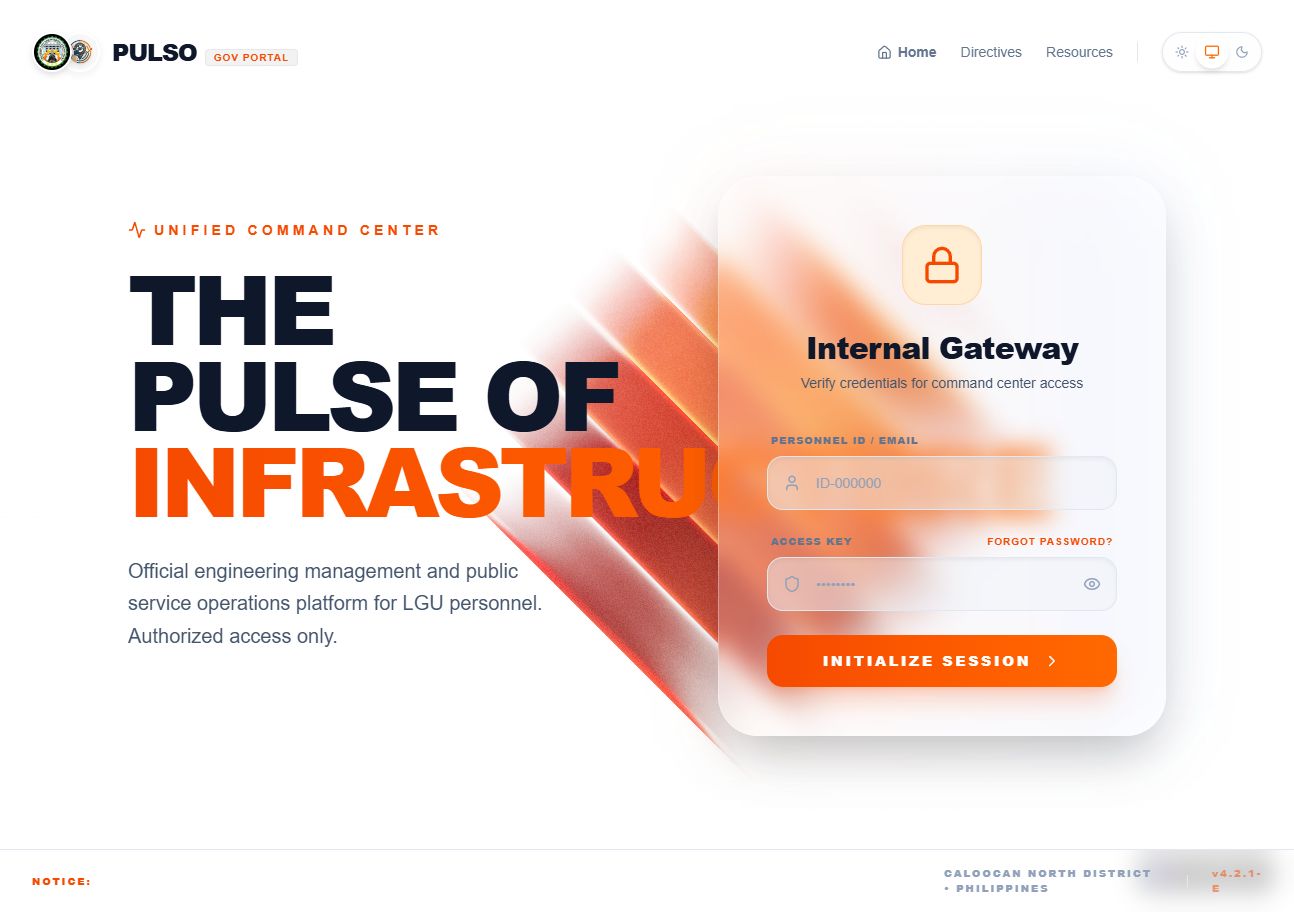 PULSO
GOV PORTAL
Home
Directives
Resources
UNIFIED COMMAND CENTER
THE
PULSE OF
INFRASTRU
Official engineering management and public
service operations platform for LGU personnel.
Authorized access only.
Internal Gateway
Verify credentials for command center access
PERSONNEL ID / EMAIL
ID-000000
ACCESS KEY
FORGOT PASSWORD?
••••••••
INITIALIZE SESSION
NOTICE:
CALOOCAN NORTH DISTRICT
• PHILIPPINES
v4.2.1-
E